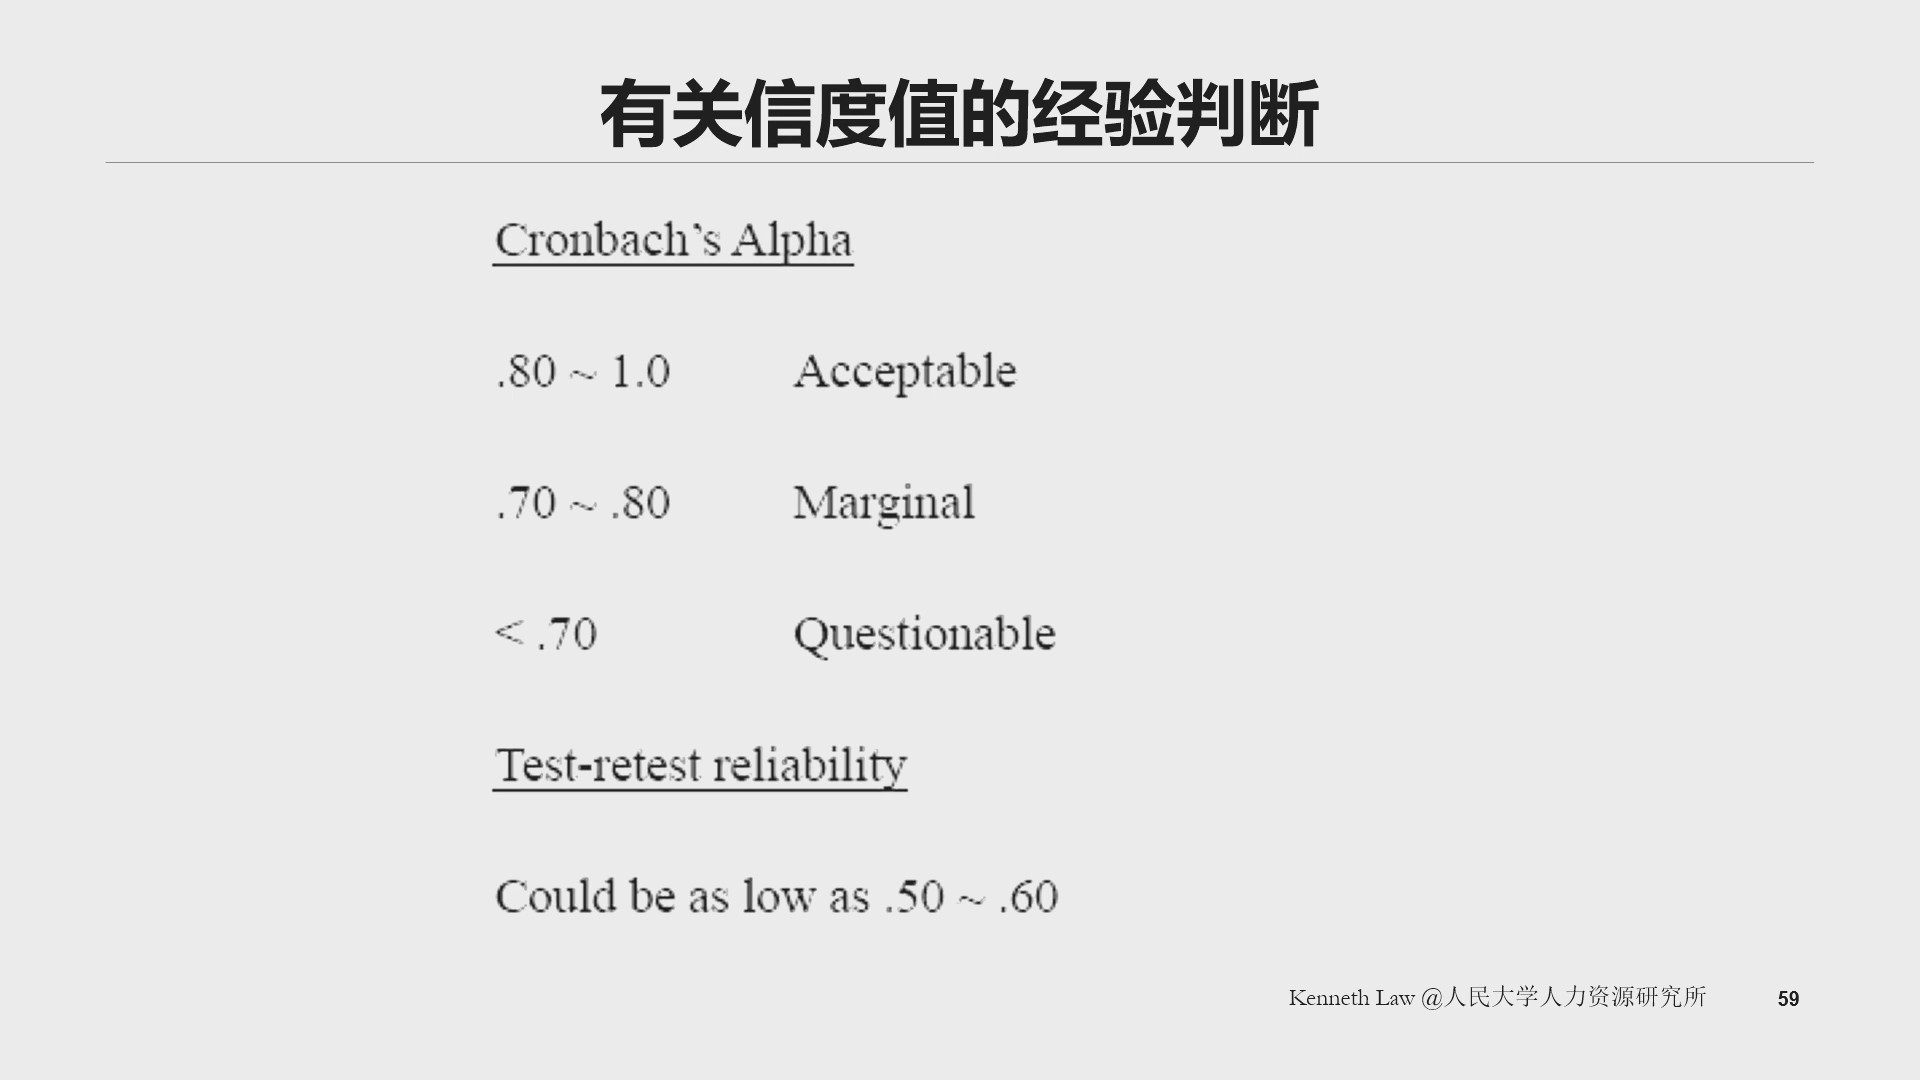 有关信度值的经验判断
Cronbach’s Alpha
.80 ~ 1.0 Acceptable
.70 ~ .80 Marginal
< .70 Questionable
Test-retest reliability
Could be as low as .50 ~ .60
Kenneth Law @人民大学人力资源研究所 59